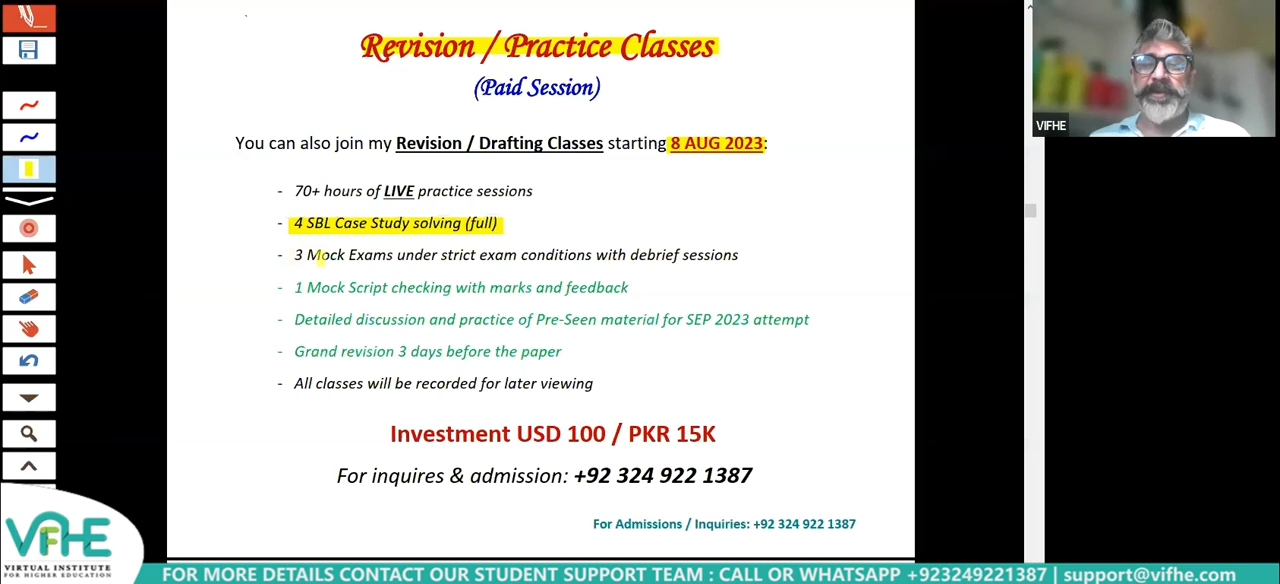 Revision / Practice Classes
(Paid Session)
You can also join my Revision / Drafting Classes starting 8 AUG 2023:
- 70+ hours of LIVE practice sessions
- 4 SBL Case Study solving (full)
- 3 Mock Exams under strict exam conditions with debrief sessions
- 1 Mock Script checking with marks and feedback
- Detailed discussion and practice of Pre-Seen material for SEP 2023 attempt
- Grand revision 3 days before the paper
- All classes will be recorded for later viewing
Investment USD 100 / PKR 15K
For inquires & admission: +92 324 922 1387
For Admissions / Inquiries: +92 324 922 1387
VIFHE
VIFHE
VIRTUAL INSTITUTE
FOR HIGHER EDUCATION
FOR MORE DETAILS CONTACT OUR STUDENT SUPPORT TEAM : CALL OR WHATSAPP +923249221387 | support@vifhe.com